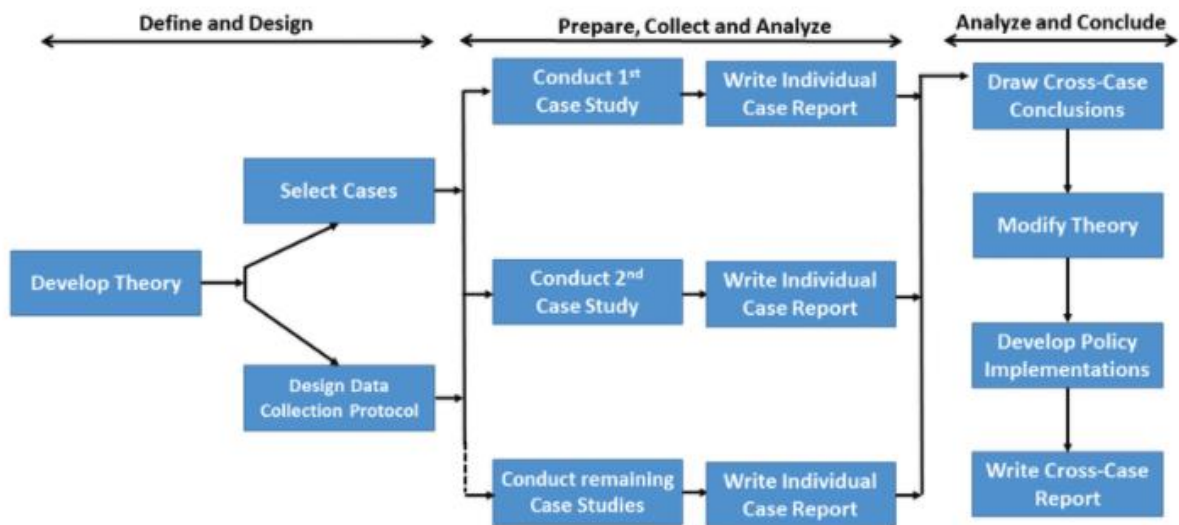 Define and Design
Prepare, Collect and Analyze
Analyze and Conclude
Develop Theory
Select Cases
Design Data
Collection Protocol
Conduct 1st
Case Study
Write Individual
Case Report
Conduct 2nd
Case Study
Write Individual
Case Report
Conduct remaining
Case Studies
Write Individual
Case Report
Draw Cross-Case
Conclusions
Modify Theory
Develop Policy
Implementations
Write Cross-Case
Report